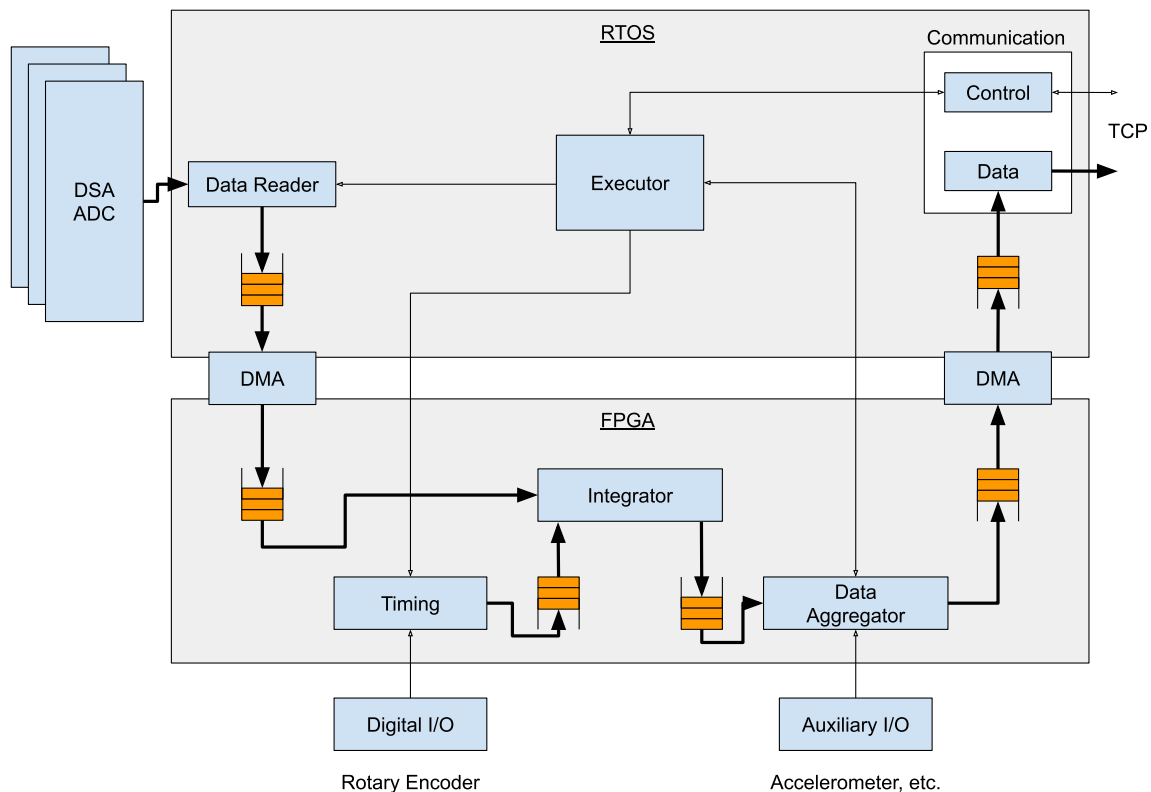 RTOS
Communication
Control
TCP
DSA
ADC
Data Reader
Executor
Data
DMA
DMA
FPGA
Integrator
Timing
Data
Aggregator
Digital I/O
Auxiliary I/O
Rotary Encoder
Accelerometer, etc.